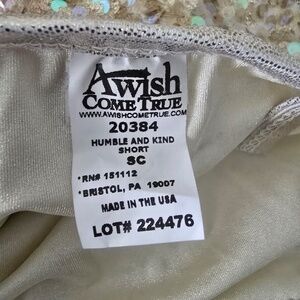 A wish
COME TRUE
WWW.AWISHCOMETRUE.COM
20384
HUMBLE AND KIND
SHORT
SC
*RN# 151112
*BRISTOL, PA 19007
MADE IN THE USA
LOT# 224476